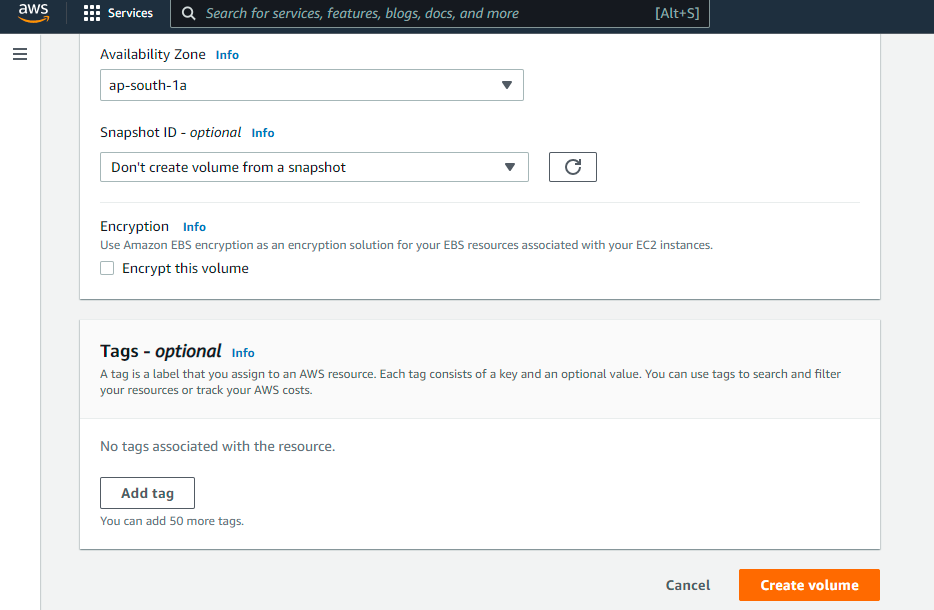 aws
Services
Search for services, features, blogs, docs, and more [Alt+S]
Availability Zone Info
ap-south-1a
Snapshot ID - optional Info
Don't create volume from a snapshot
Encryption Info
Use Amazon EBS encryption as an encryption solution for your EBS resources associated with your EC2 instances.
Encrypt this volume
Tags - optional Info
A tag is a label that you assign to an AWS resource. Each tag consists of a key and an optional value. You can use tags to search and filter
your resources or track your AWS costs.
No tags associated with the resource.
Add tag
You can add 50 more tags.
Cancel Create volume